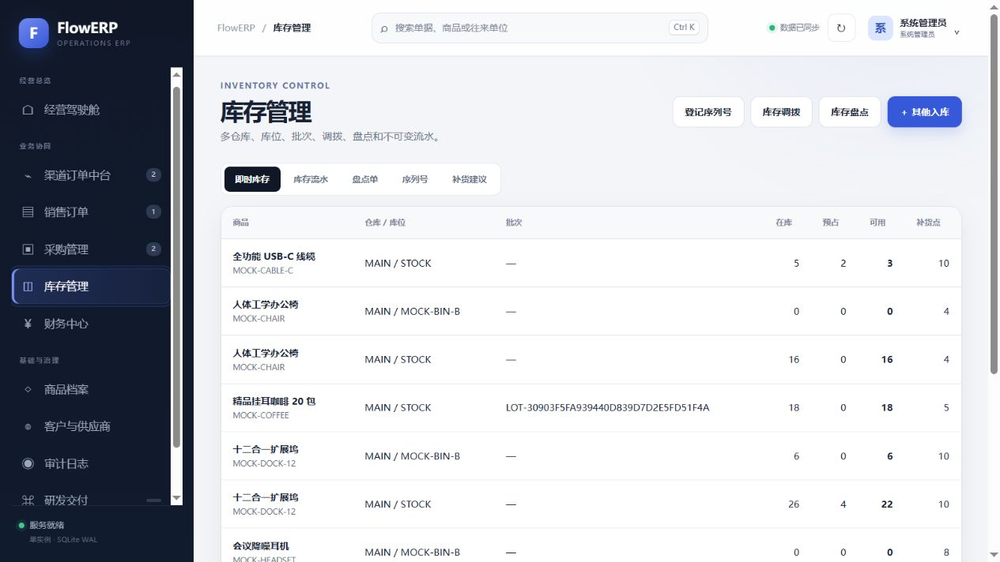 F FlowERP
OPERATIONS ERP
经营总览
经营驾驶舱
业务协同
渠道订单中台 2
销售订单 1
采购管理 2
库存管理
¥ 财务中心
基础与治理
商品档案
客户与供应商
审计日志
研发交付
服务就绪
单实例 · SQLite WAL
FlowERP / 库存管理
搜索单据、商品或往来单位 Ctrl K
数据已同步
系 系统管理员
系统管理员
INVENTORY CONTROL
库存管理
多仓库、库位、批次、调拨、盘点和不可变流水。
登记序列号 库存调拨 库存盘点 + 其他入库
即时库存 库存流水 盘点单 序列号 补货建议
商品 仓库 / 库位 批次 在库 预占 可用 补货点
全功能 USB-C 线缆
MOCK-CABLE-C
MAIN / STOCK — 5 2 3 10
人体工学办公椅
MOCK-CHAIR
MAIN / MOCK-BIN-B — 0 0 0 4
人体工学办公椅
MOCK-CHAIR
MAIN / STOCK — 16 0 16 4
精品挂耳咖啡 20 包
MOCK-COFFEE
MAIN / STOCK LOT-30903F5FA939440D839D7D2E5FD51F4A 18 0 18 5
十二合一扩展坞
MOCK-DOCK-12
MAIN / MOCK-BIN-B — 6 0 6 10
十二合一扩展坞
MOCK-DOCK-12
MAIN / STOCK — 26 4 22 10
会议降噪耳机
MOCK-HEADSET
MAIN / MOCK-BIN-B — 0 0 0 8